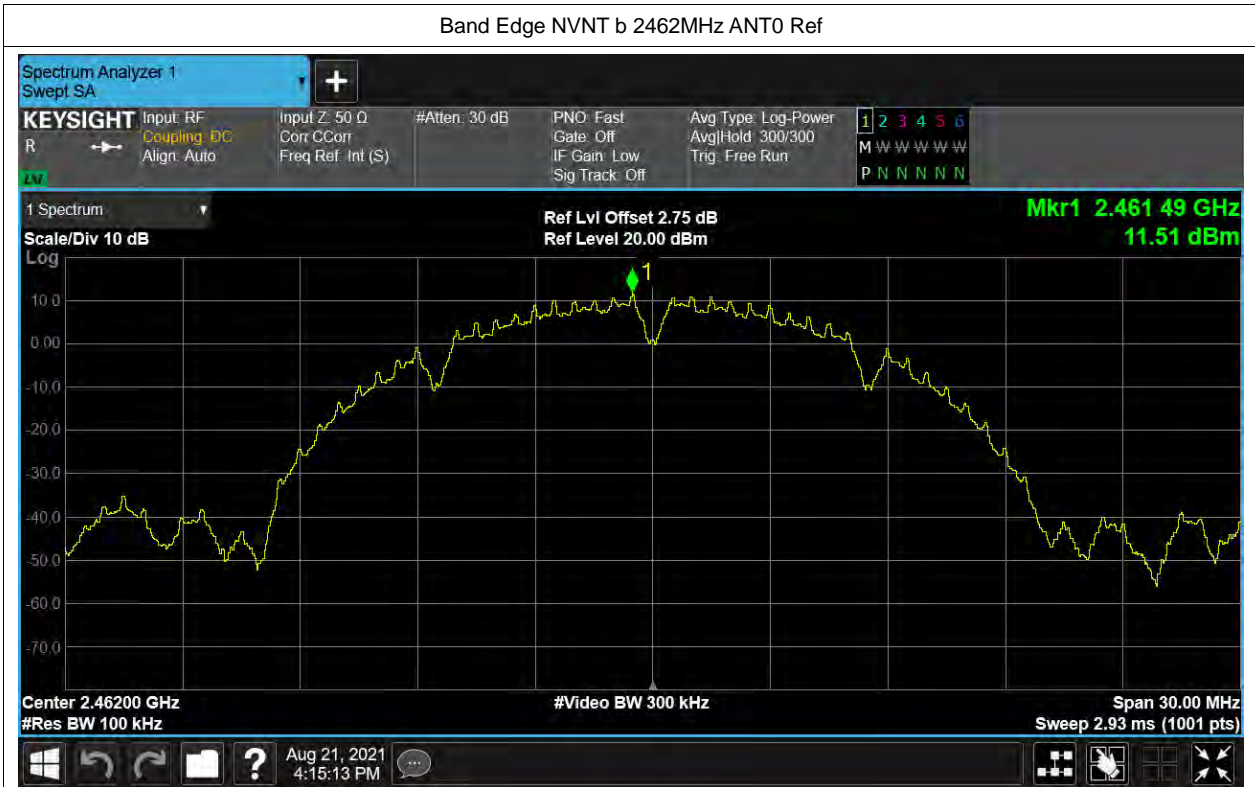 Band Edge NVNT b 2462MHz ANT0 Ref
Spectrum Analyzer 1
Swept SA
KEYSIGHT
R
Input: RF
Coupling: DC
Align: Auto
Input Z: 50 Ω
Corr CCorr
Freq Ref: Int (S)
#Atten: 30 dB
PNO: Fast
Gate: Off
IF Gain: Low
Sig Track: Off
Avg Type: Log-Power
Avg|Hold: 300/300
Trig: Free Run
1 2 3 4 5 6
M W W W W W
P N N N N N
1 Spectrum
Scale/Div 10 dB
Log
Ref Lvl Offset 2.75 dB
Ref Level 20.00 dBm
Mkr1 2.461 49 GHz
11.51 dBm
1
10.0
0.00
-10.0
-20.0
-30.0
-40.0
-50.0
-60.0
-70.0
Center 2.46200 GHz
#Res BW 100 kHz
#Video BW 300 kHz
Span 30.00 MHz
Sweep 2.93 ms (1001 pts)
?
Aug 21, 2021
4:15:13 PM